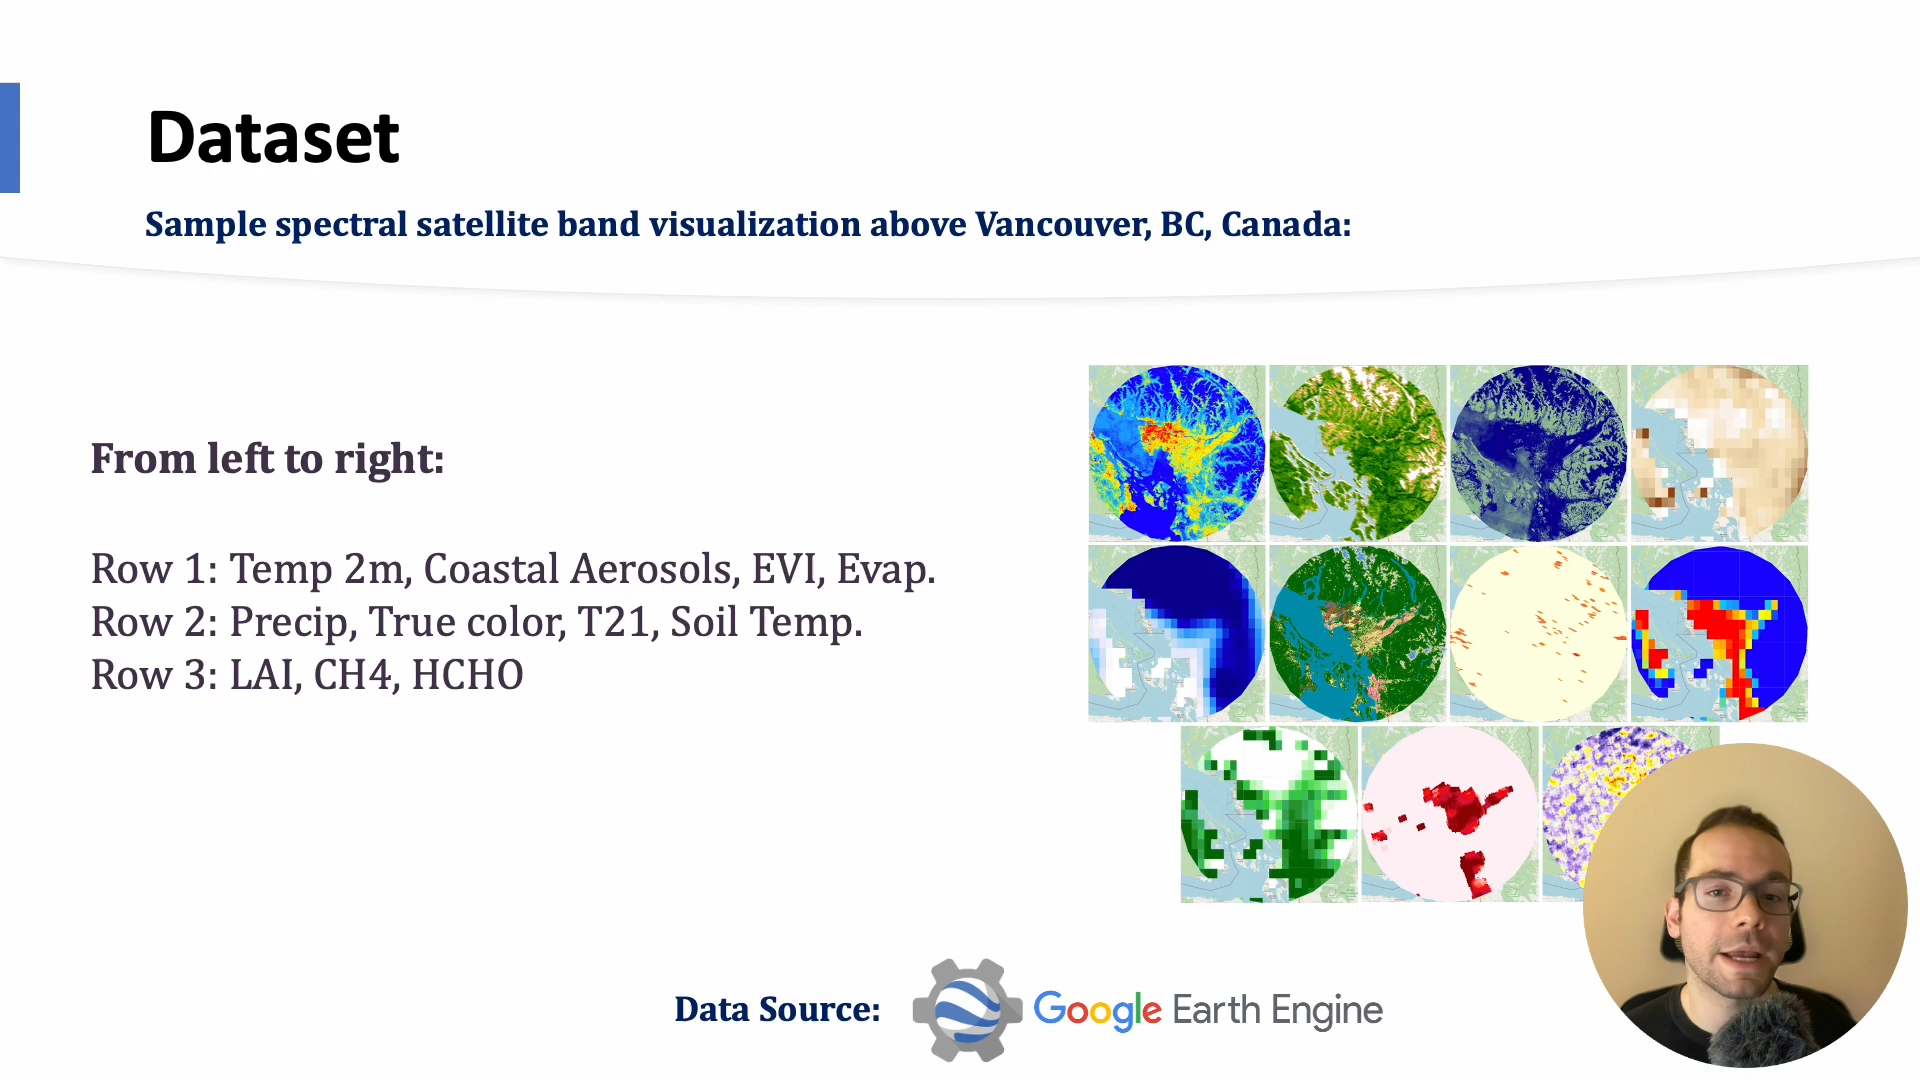 Dataset
Sample spectral satellite band visualization above Vancouver, BC, Canada:
From left to right:
Row 1: Temp 2m, Coastal Aerosols, EVI, Evap.
Row 2: Precip, True color, T21, Soil Temp.
Row 3: LAI, CH4, HCHO
Data Source: Google Earth Engine